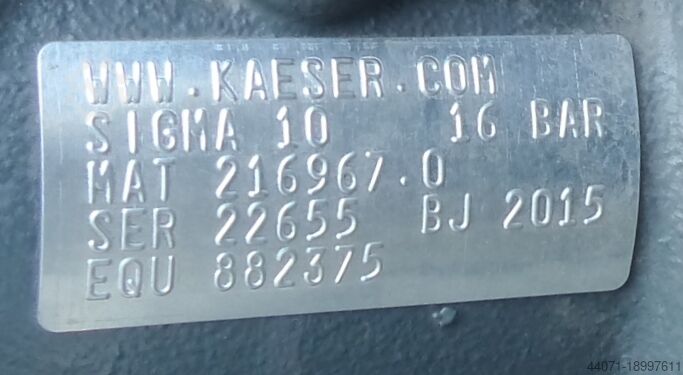 WWW.KAESER.COM
SIGMA 10 16 BAR
MAT 216967.0
SER 22655 BJ 2015
EQU 882375
44071-18997611